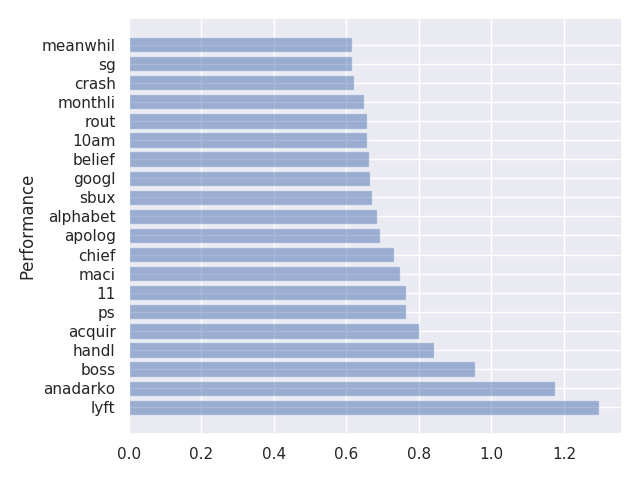 meanwhil
sg
crash
monthli
rout
10am
belief
googl
sbux
alphabet
apolog
chief
maci
11
ps
acquir
handl
boss
anadarko
lyft
Performance
0.0 0.2 0.4 0.6 0.8 1.0 1.2